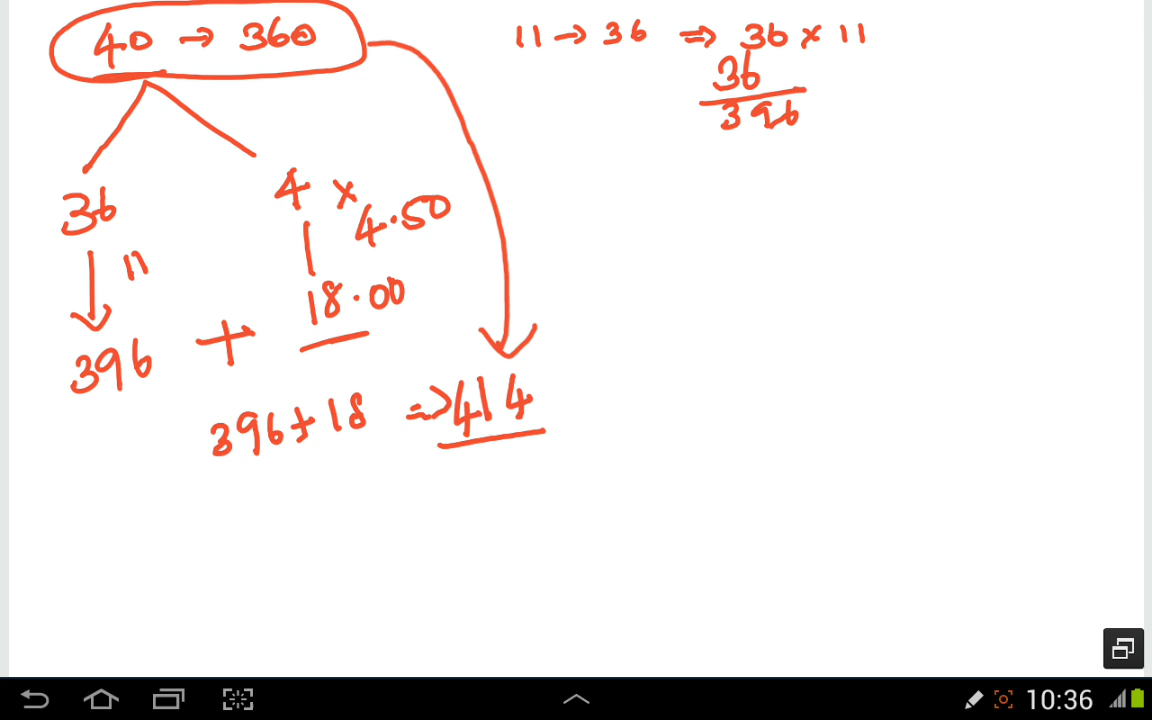 40 → 360
11 → 36 ⇒ 36 × 11
36
396
36
4 × 4.50
11
18.00
396 +
396 + 18 ⇒ 414
10:36